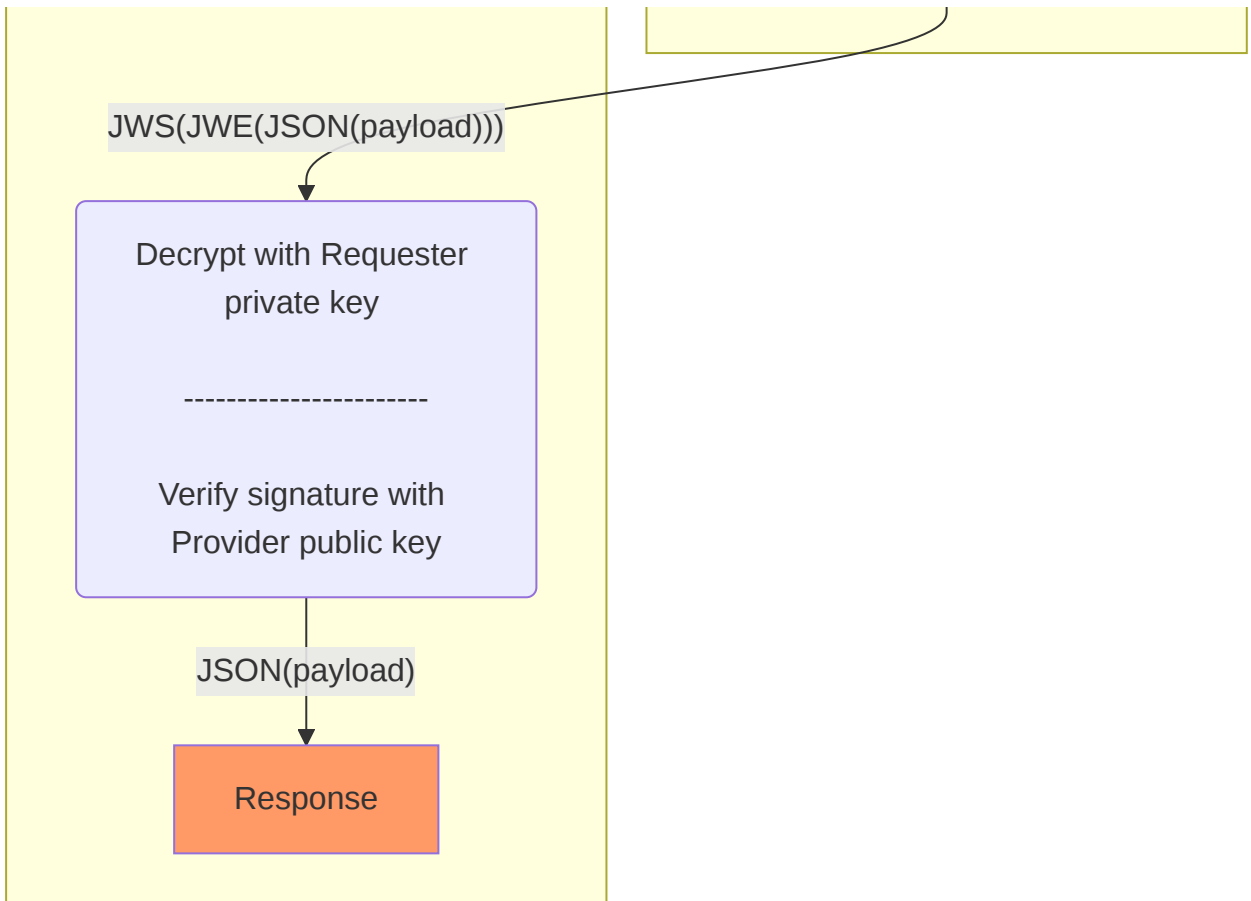 JWS(JWE(JSON(payload)))
Decrypt with Requester
private key
-----------------------
Verify signature with
Provider public key
JSON(payload)
Response